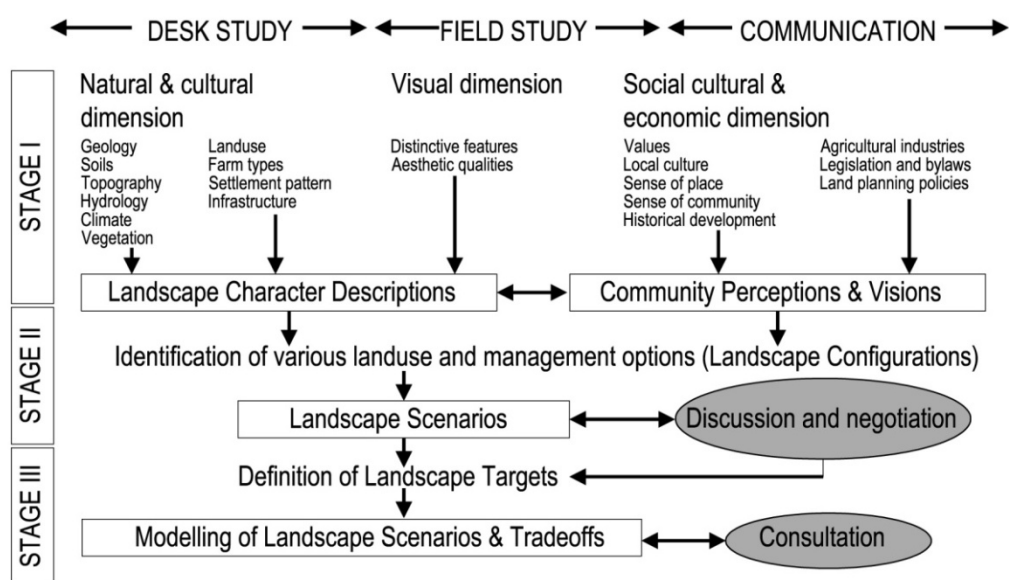 DESK STUDY
FIELD STUDY
COMMUNICATION
STAGE I
Natural & cultural
dimension
Geology
Soils
Topography
Hydrology
Climate
Vegetation
Landuse
Farm types
Settlement pattern
Infrastructure
Visual dimension
Distinctive features
Aesthetic qualities
Social cultural &
economic dimension
Values
Local culture
Sense of place
Sense of community
Historical development
Agricultural industries
Legislation and bylaws
Land planning policies
Landscape Character Descriptions
Community Perceptions & Visions
STAGE II
Identification of various landuse and management options (Landscape Configurations)
Landscape Scenarios
Discussion and negotiation
STAGE III
Definition of Landscape Targets
Modelling of Landscape Scenarios & Tradeoffs
Consultation